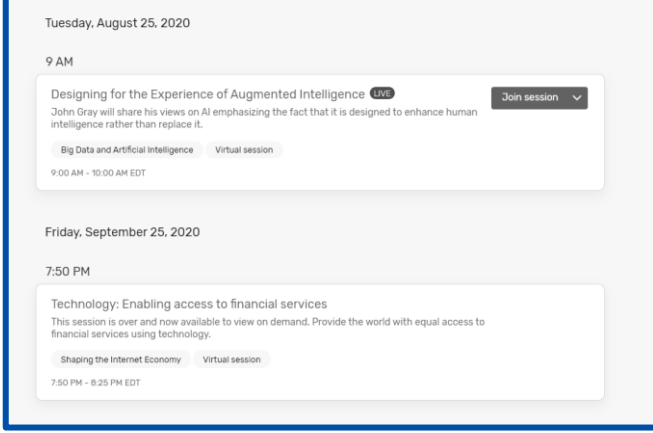 Tuesday, August 25, 2020
9 AM
Designing for the Experience of Augmented Intelligence LIVE
Join session
John Gray will share his views on AI emphasizing the fact that it is designed to enhance human
intelligence rather than replace it.
Big Data and Artificial Intelligence Virtual session
9:00 AM - 10:00 AM EDT
Friday, September 25, 2020
7:50 PM
Technology: Enabling access to financial services
This session is over and now available to view on demand. Provide the world with equal access to
financial services using technology.
Shaping the Internet Economy Virtual session
7:50 PM - 8:25 PM EDT